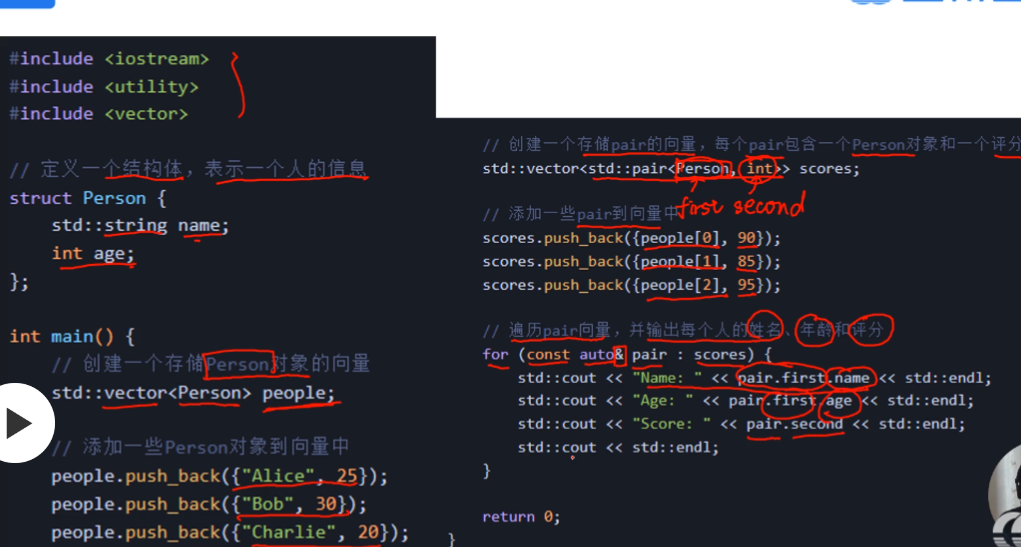 #include <iostream>
#include <utility>
#include <vector>
// 定义一个结构体，表示一个人的信息
struct Person {
std::string name;
int age;
};
int main() {
// 创建一个存储Person对象的向量
std::vector<Person> people;
// 添加一些Person对象到向量中
people.push_back({"Alice", 25});
people.push_back({"Bob", 30});
people.push_back({"Charlie", 20});
// 创建一个存储pair的向量，每个pair包含一个Person对象和一个评分
std::vector<std::pair<Person, int>> scores;
first second
// 添加一些pair到向量中
scores.push_back({people[0], 90});
scores.push_back({people[1], 85});
scores.push_back({people[2], 95});
// 遍历pair向量，并输出每个人的姓名、年龄和评分
for (const auto& pair : scores) {
std::cout << "Name: " << pair.first.name << std::endl;
std::cout << "Age: " << pair.first.age << std::endl;
std::cout << "Score: " << pair.second << std::endl;
std::cout << std::endl;
}
return 0;
}